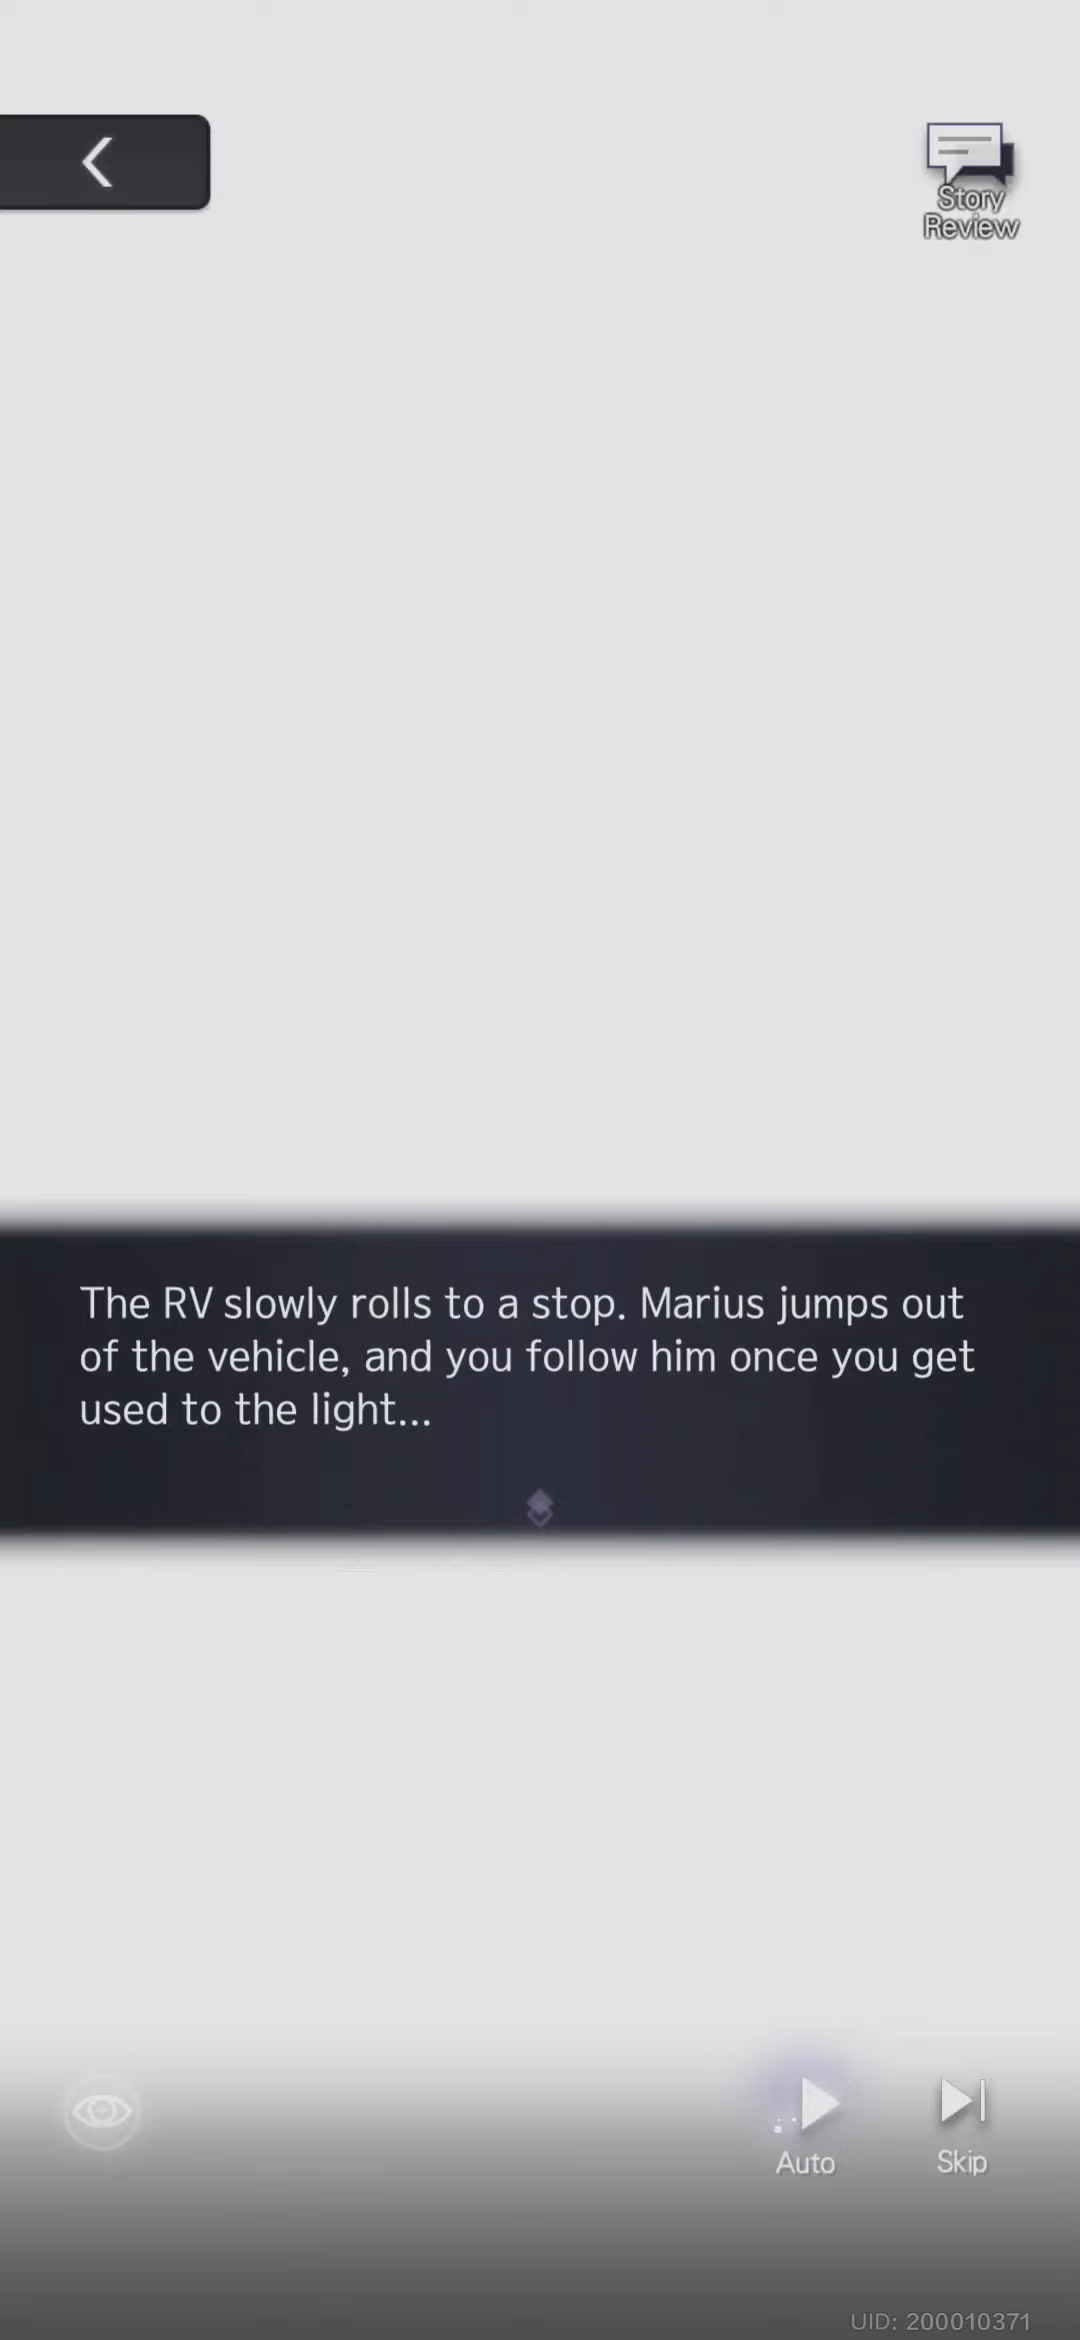 Story
Review
The RV slowly rolls to a stop. Marius jumps out
of the vehicle, and you follow him once you get
used to the light...
Auto
Skip
UID: 200010371